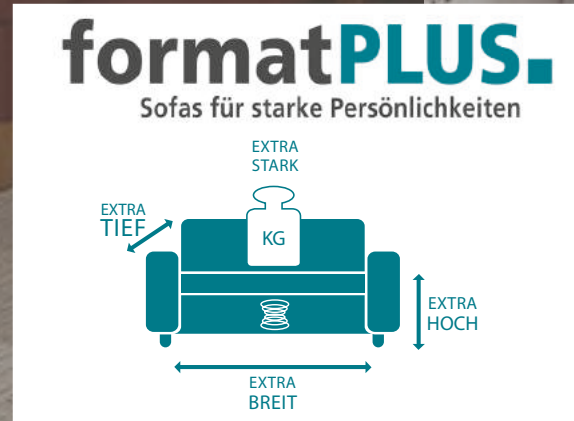 formatPLUS.
Sofas für starke Persönlichkeiten
EXTRA
STARK
EXTRA
TIEF
KG
EXTRA
HOCH
EXTRA
BREIT